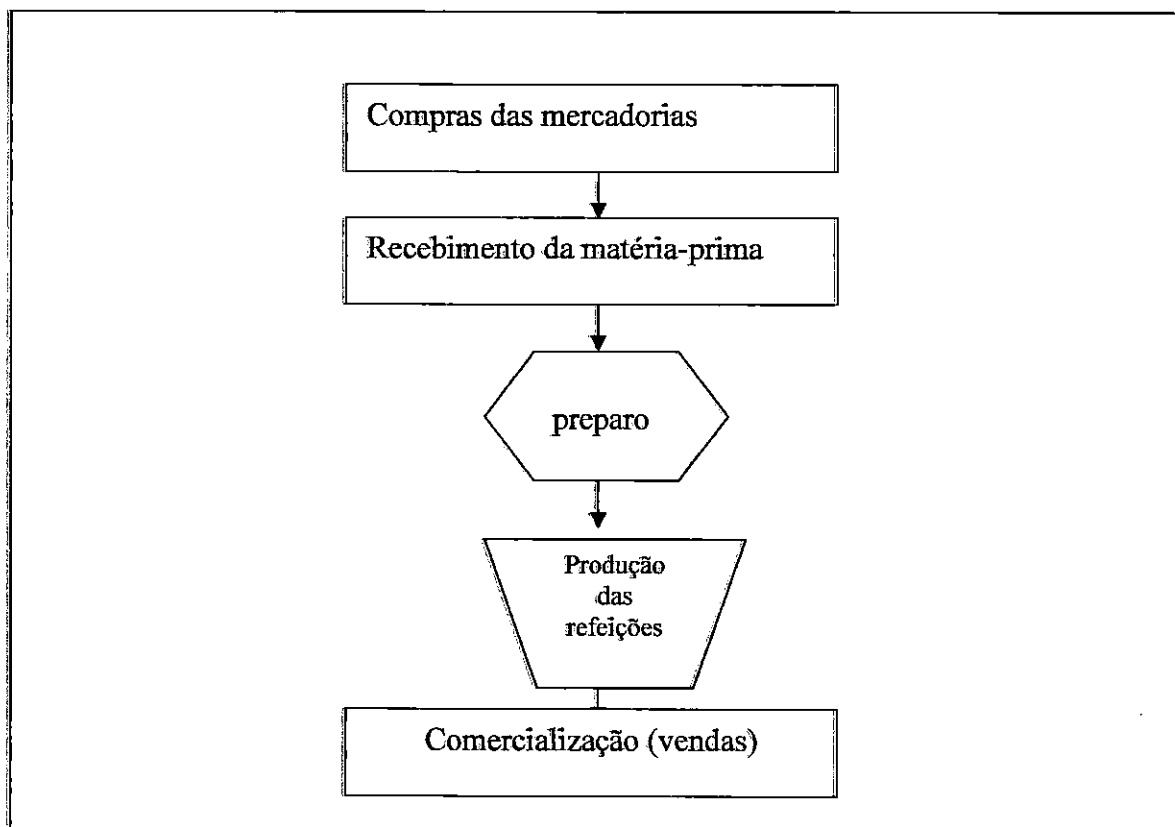 Compras das mercadorias
Recebimento da matéria-prima
preparo
Produção
das
refeições
Comercialização (vendas)